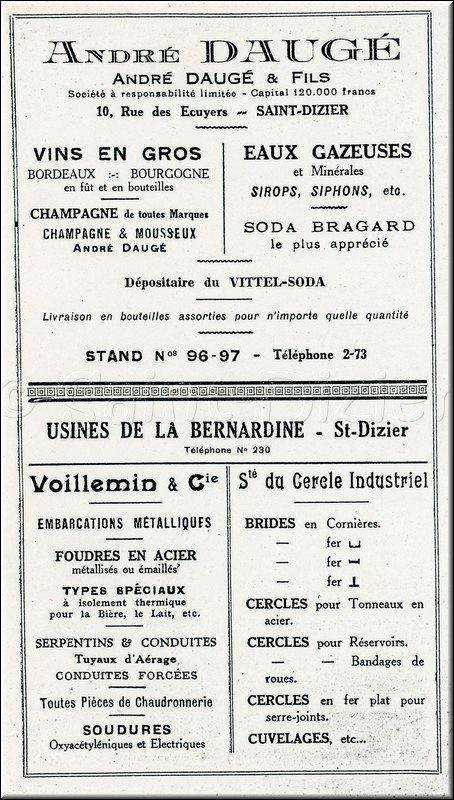 ANDRÉ DAUGÉ
ANDRÉ DAUGÉ & FILS
Société à responsabilité limitée - Capital 120.000 francs
10, Rue des Ecuyers — SAINT-DIZIER
VINS EN GROS
BORDEAUX :-: BOURGOGNE
en fût et en bouteilles
CHAMPAGNE de toutes Marques
CHAMPAGNE & MOUSSEUX
ANDRÉ DAUGÉ
EAUX GAZEUSES
et Minérales
SIROPS, SIPHONS, etc.
SODA BRAGARD
le plus apprécié
Dépositaire du VITTEL-SODA
Livraison en bouteilles assorties pour n'importe quelle quantité
STAND Nos 96-97 - Téléphone 2-73
© Saint-Dizier
USINES DE LA BERNARDINE - St-Dizier
Téléphone No 230
Voillemin & Cie
EMBARCATIONS MÉTALLIQUES
FOUDRES EN ACIER
métallisés ou émaillés
TYPES SPÉCIAUX
à isolement thermique
pour la Bière, le Lait, etc.
SERPENTINS & CONDUITES
Tuyaux d'Aérage
CONDUITES FORCÉES
Toutes Pièces de Chaudronnerie
SOUDURES
Oxyacétyléniques et Electriques
Sté du Cercle Industriel
BRIDES en Cornières.
— fer
— fer
— fer
CERCLES pour Tonneaux en
acier.
CERCLES pour Réservoirs.
— — Bandages de
roues.
CERCLES en fer plat pour
serre-joints.
CUVELAGES, etc...